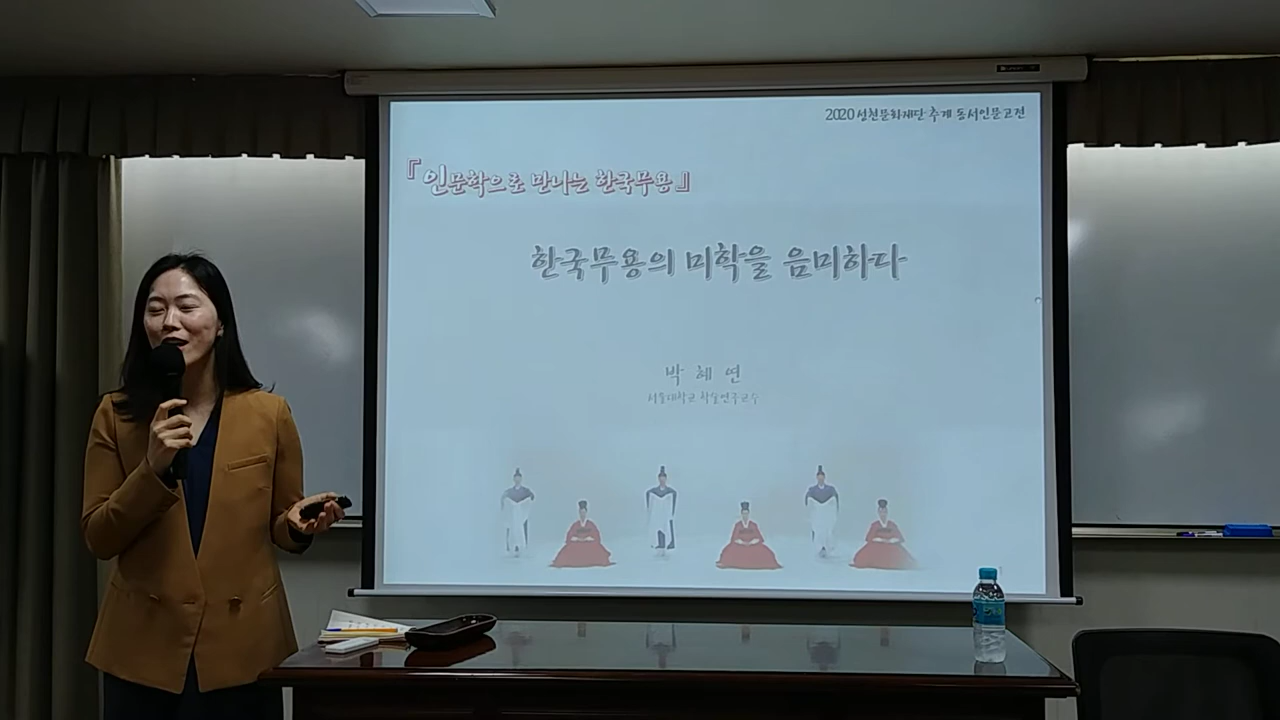 2020 성천문화재단 추계 동서인문고전
『인문학으로 만나는 한국무용』
한국무용의 미학을 음미하다
박 혜 연
서울대학교 학술연구교수